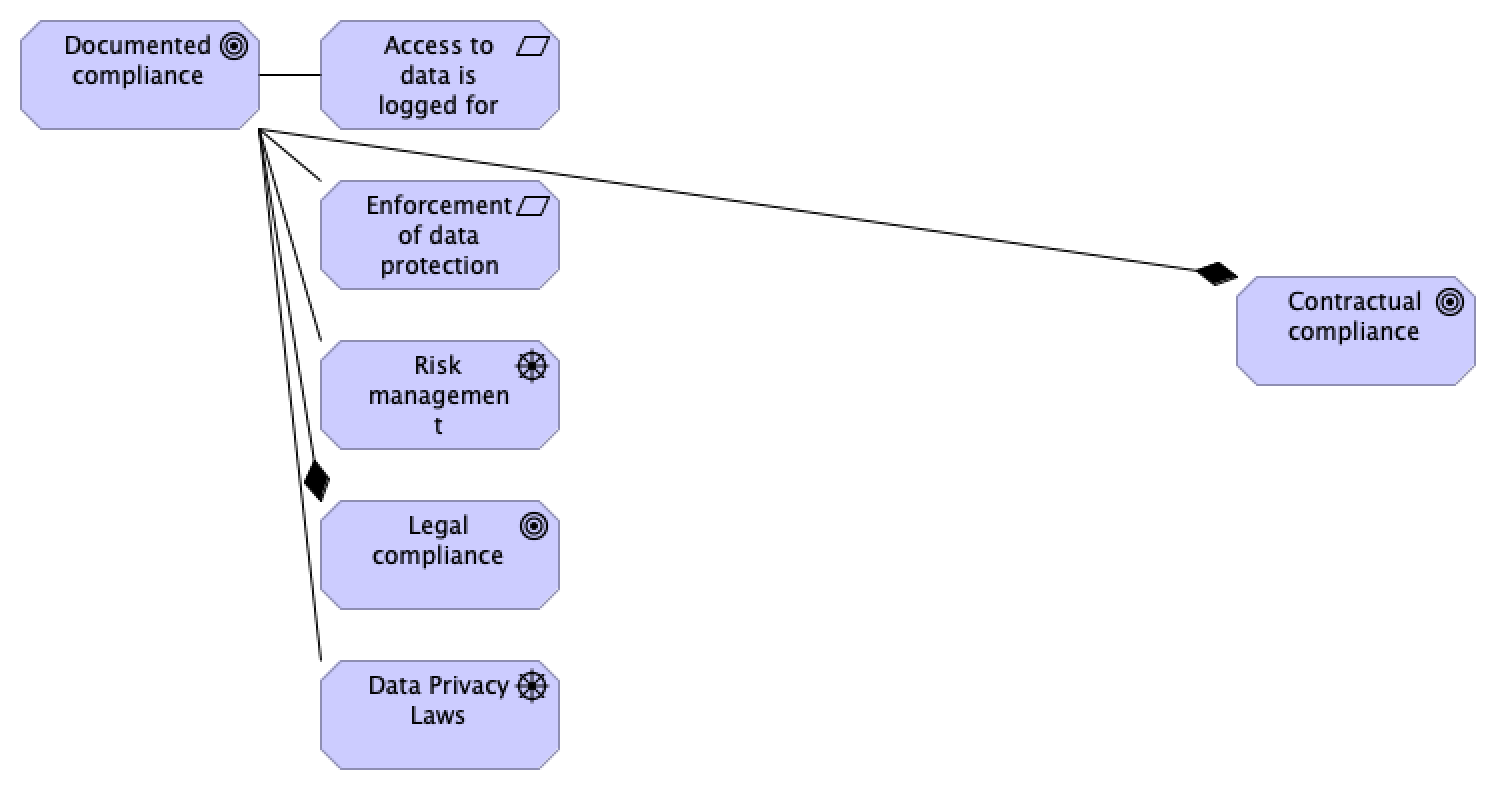 Documented
compliance
Access to
data is
logged for
Enforcement
of data
protection
Risk
managemen
t
Contractual
compliance
Legal
compliance
Data Privacy
Laws